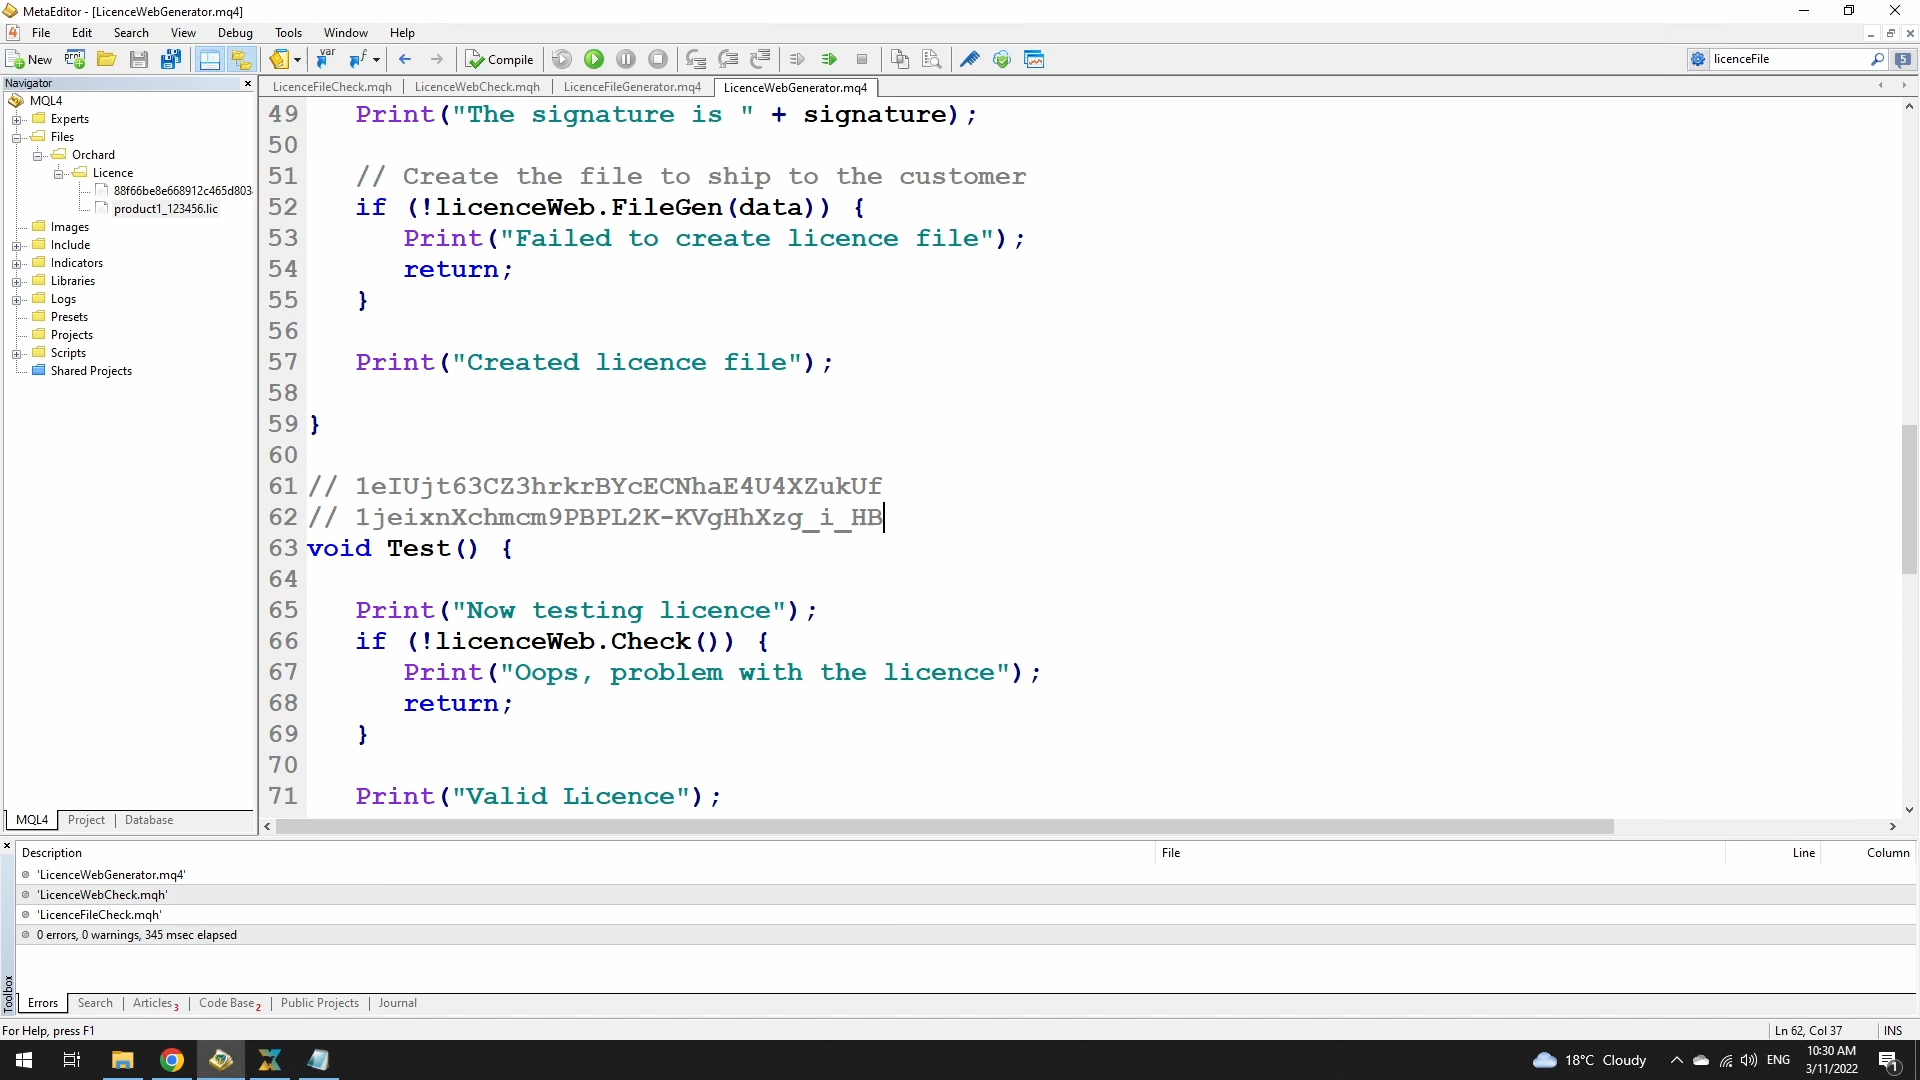 MetaEditor - [LicenceWebGenerator.mq4]
File Edit Search View Debug Tools Window Help
New Compile licenceFile 5
Navigator
MQL4
Experts
Files
Orchard
Licence
88f66be8e668912c465d803
product1_123456.lic
Images
Include
Indicators
Libraries
Logs
Presets
Projects
Scripts
Shared Projects
MQL4 Project Database
LicenceFileCheck.mqh LicenceWebCheck.mqh LicenceFileGenerator.mq4 LicenceWebGenerator.mq4
49 Print("The signature is " + signature);
50
51 // Create the file to ship to the customer
52 if (!licenceWeb.FileGen(data)) {
53 Print("Failed to create licence file");
54 return;
55 }
56
57 Print("Created licence file");
58
59 }
60
61 // 1eIUjt63CZ3hrkrBYcECNhaE4U4XZukUf
62 // 1jeixnXchmcm9PBPL2K-KVgHhXzg_i_HB
63 void Test() {
64
65 Print("Now testing licence");
66 if (!licenceWeb.Check()) {
67 Print("Oops, problem with the licence");
68 return;
69 }
70
71 Print("Valid Licence");
Description File Line Column
'LicenceWebGenerator.mq4'
'LicenceWebCheck.mqh'
'LicenceFileCheck.mqh'
0 errors, 0 warnings, 345 msec elapsed
Toolbox
Errors Search Articles 3 Code Base 2 Public Projects Journal
For Help, press F1 Ln 62, Col 37 INS
18°C Cloudy ENG 10:30 AM
3/11/2022 1